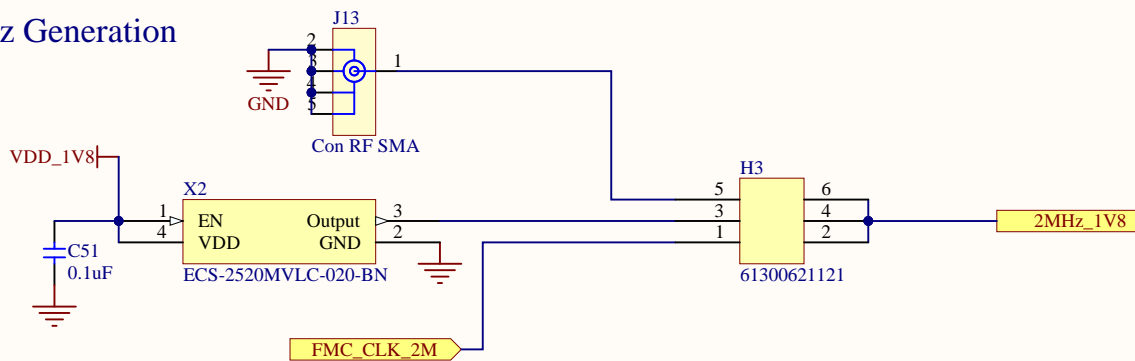 z Generation
J13
2
3
4
5
1
GND
Con RF SMA
VDD_1V8
X2
1 EN Output 3
4 VDD GND 2
ECS-2520MVLC-020-BN
C51
0.1uF
H3
5 6
3 4
1 2
61300621121
2MHz_1V8
FMC_CLK_2M